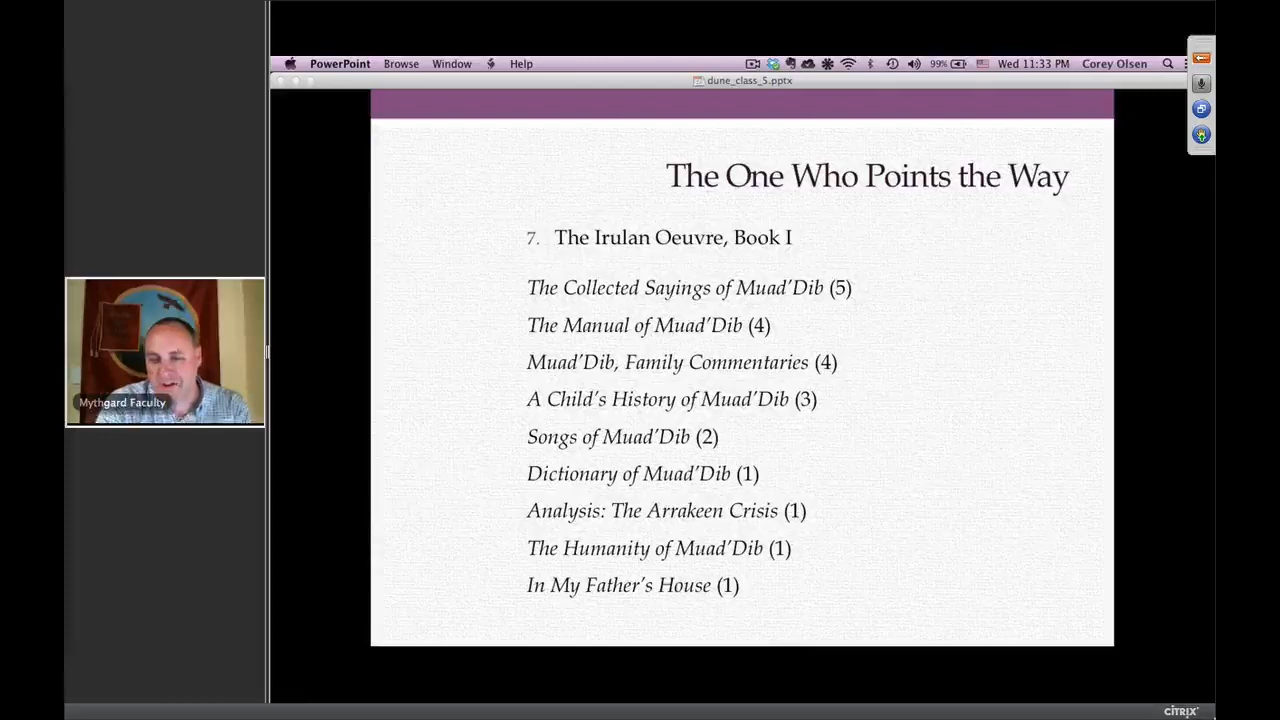 PowerPoint Browse Window Help 99% Wed 11:33 PM Corey Olsen
dune_class_5.pptx
The One Who Points the Way
7. The Irulan Oeuvre, Book I
The Collected Sayings of Muad'Dib (5)
The Manual of Muad'Dib (4)
Muad'Dib, Family Commentaries (4)
A Child's History of Muad'Dib (3)
Songs of Muad'Dib (2)
Dictionary of Muad'Dib (1)
Analysis: The Arrakeen Crisis (1)
The Humanity of Muad'Dib (1)
In My Father's House (1)
Mythgard Faculty
CITRIX